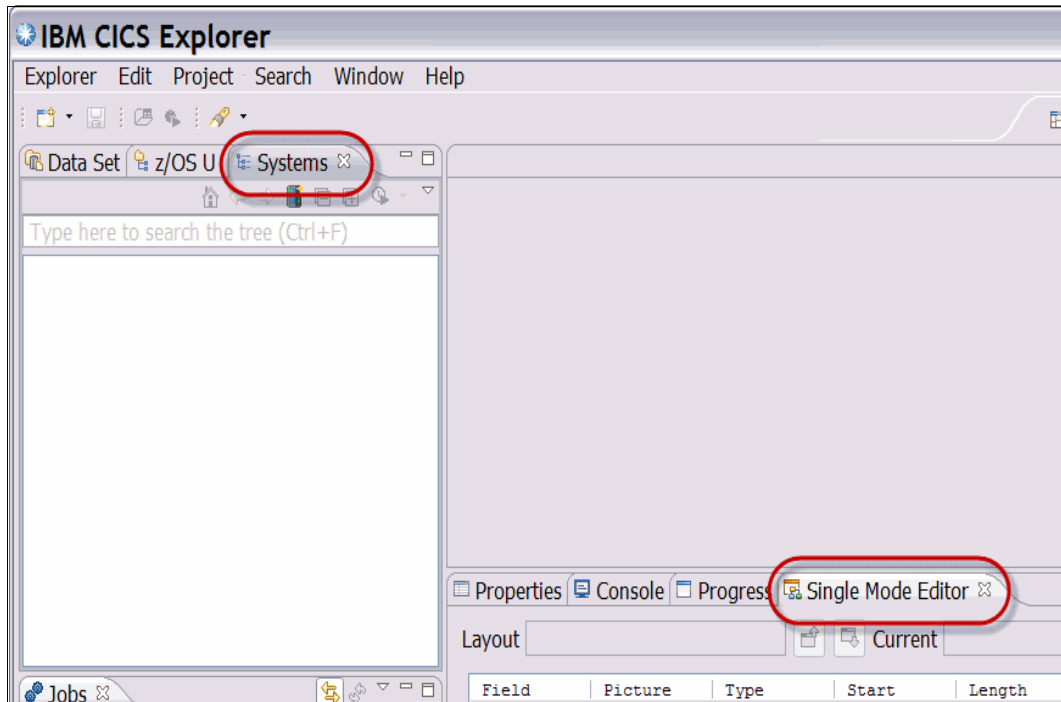 IBM CICS Explorer
Explorer Edit Project Search Window Help
Data Set z/OS U Systems
Type here to search the tree (Ctrl+F)
Properties Console Progress Single Mode Editor
Layout Current
Jobs
Field Picture Type Start Length